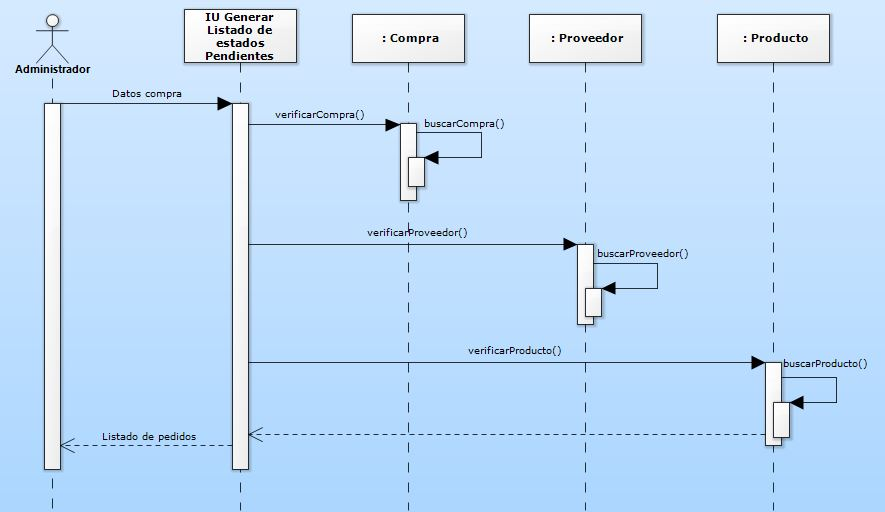 IU Generar
Listado de
estados
Pendientes
: Compra
: Proveedor
: Producto
Administrador
Datos compra
verificarCompra()
buscarCompra()
verificarProveedor()
buscarProveedor()
verificarProducto()
buscarProducto()
Listado de pedidos